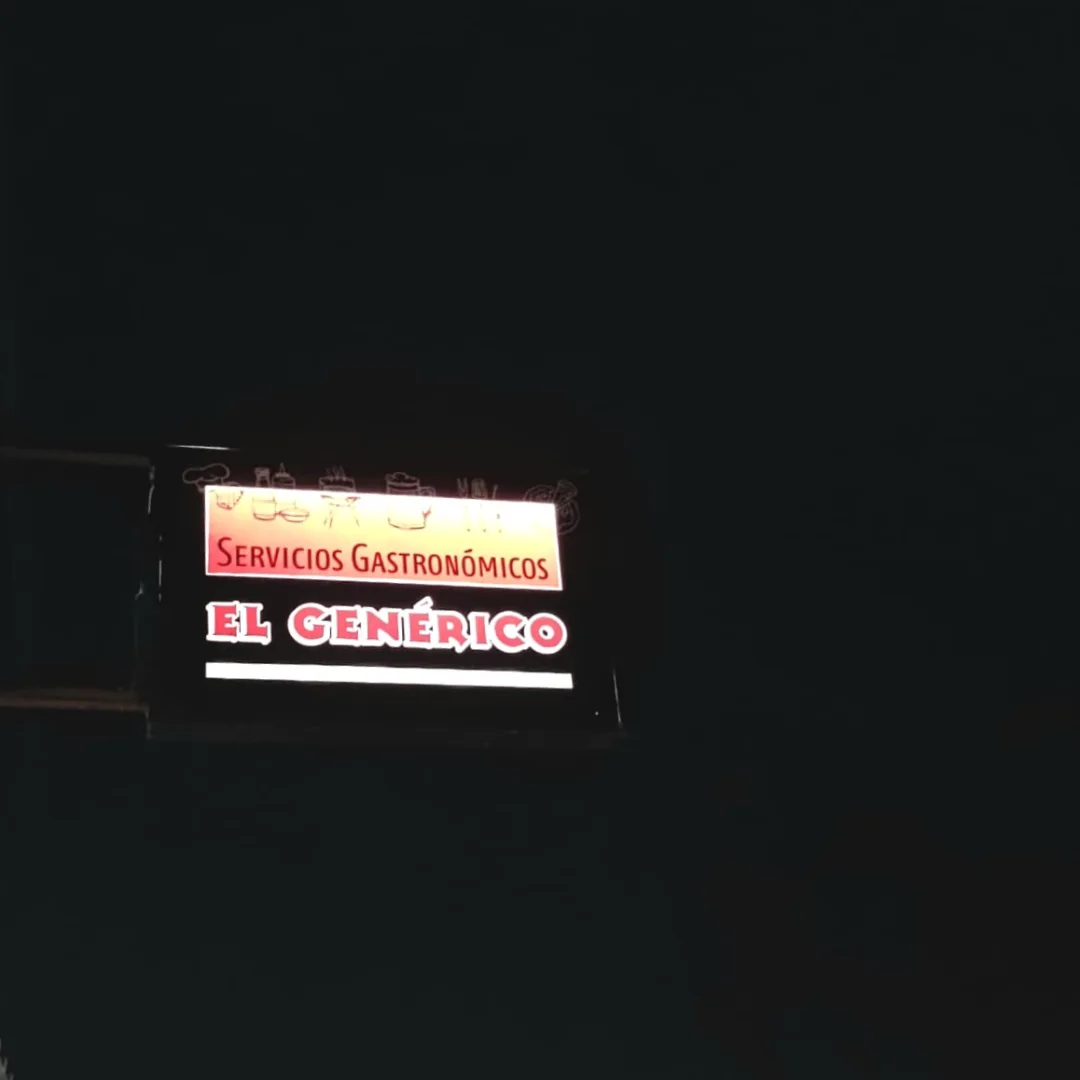 Servicios Gastronómicos
EL GENÉRICO